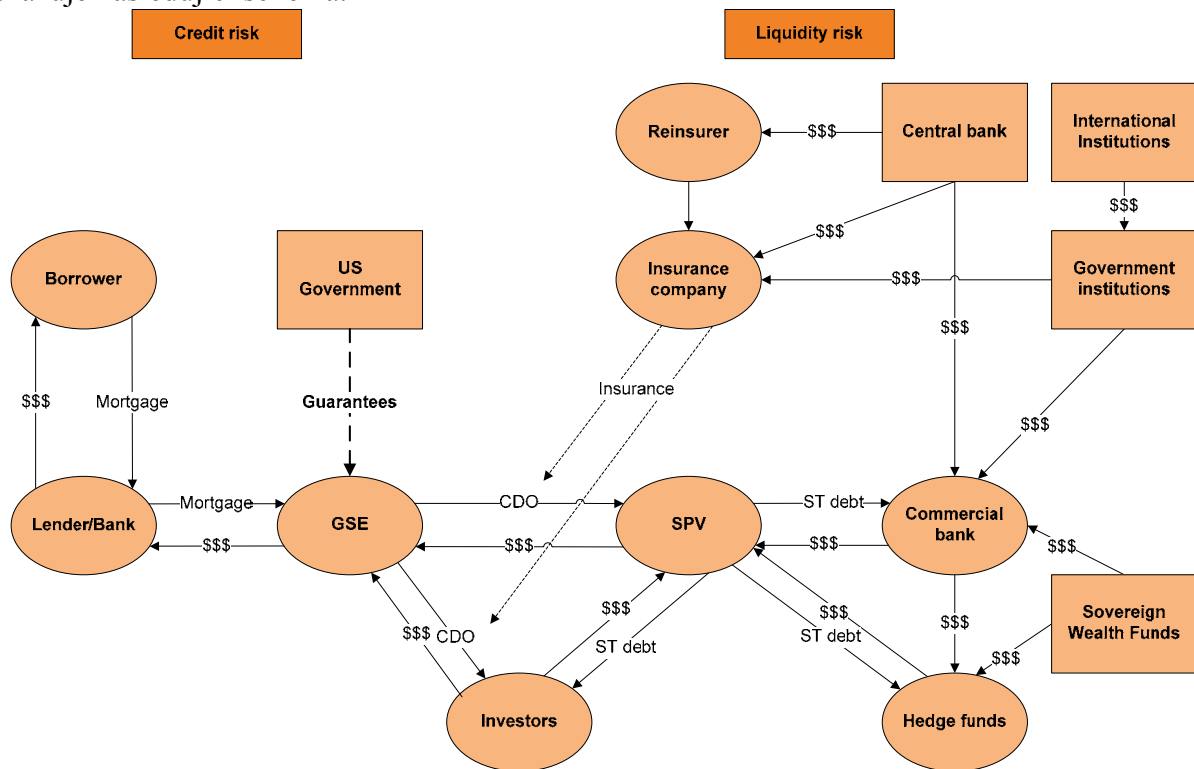 Credit risk
Liquidity risk
Reinsurer
$$$
Central bank
International
Institutions
$$$
$$$
Borrower
US
Government
Insurance
company
$$$
Government
institutions
$$$
Insurance
$$$
Mortgage
Guarantees
$$$
Lender/Bank
Mortgage
GSE
CDO
SPV
ST debt
Commercial
bank
$$$
$$$
$$$
$$$
$$$
$$$
$$$
CDO
ST debt
ST debt
$$$
Sovereign
Wealth Funds
$$$
Investors
Hedge funds